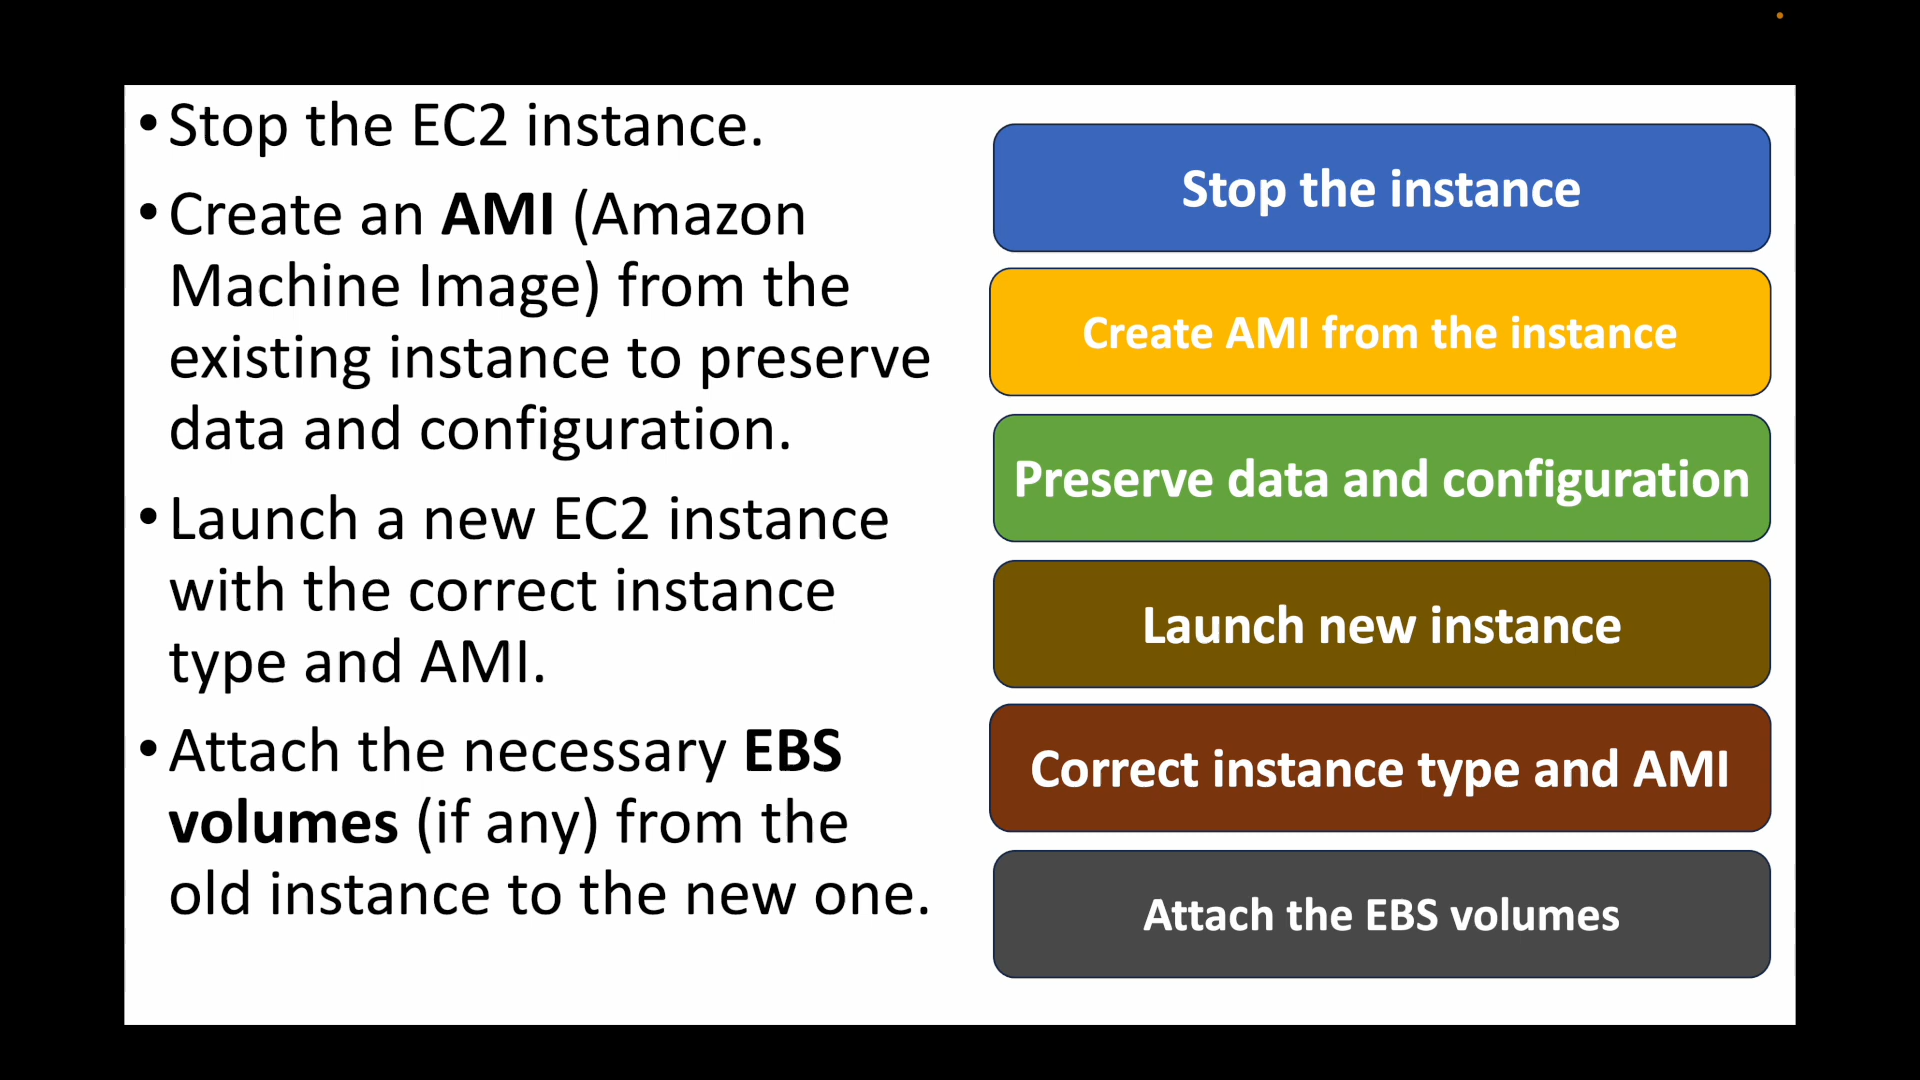 • Stop the EC2 instance.
• Create an AMI (Amazon
Machine Image) from the
existing instance to preserve
data and configuration.
• Launch a new EC2 instance
with the correct instance
type and AMI.
• Attach the necessary EBS
volumes (if any) from the
old instance to the new one.
Stop the instance
Create AMI from the instance
Preserve data and configuration
Launch new instance
Correct instance type and AMI
Attach the EBS volumes